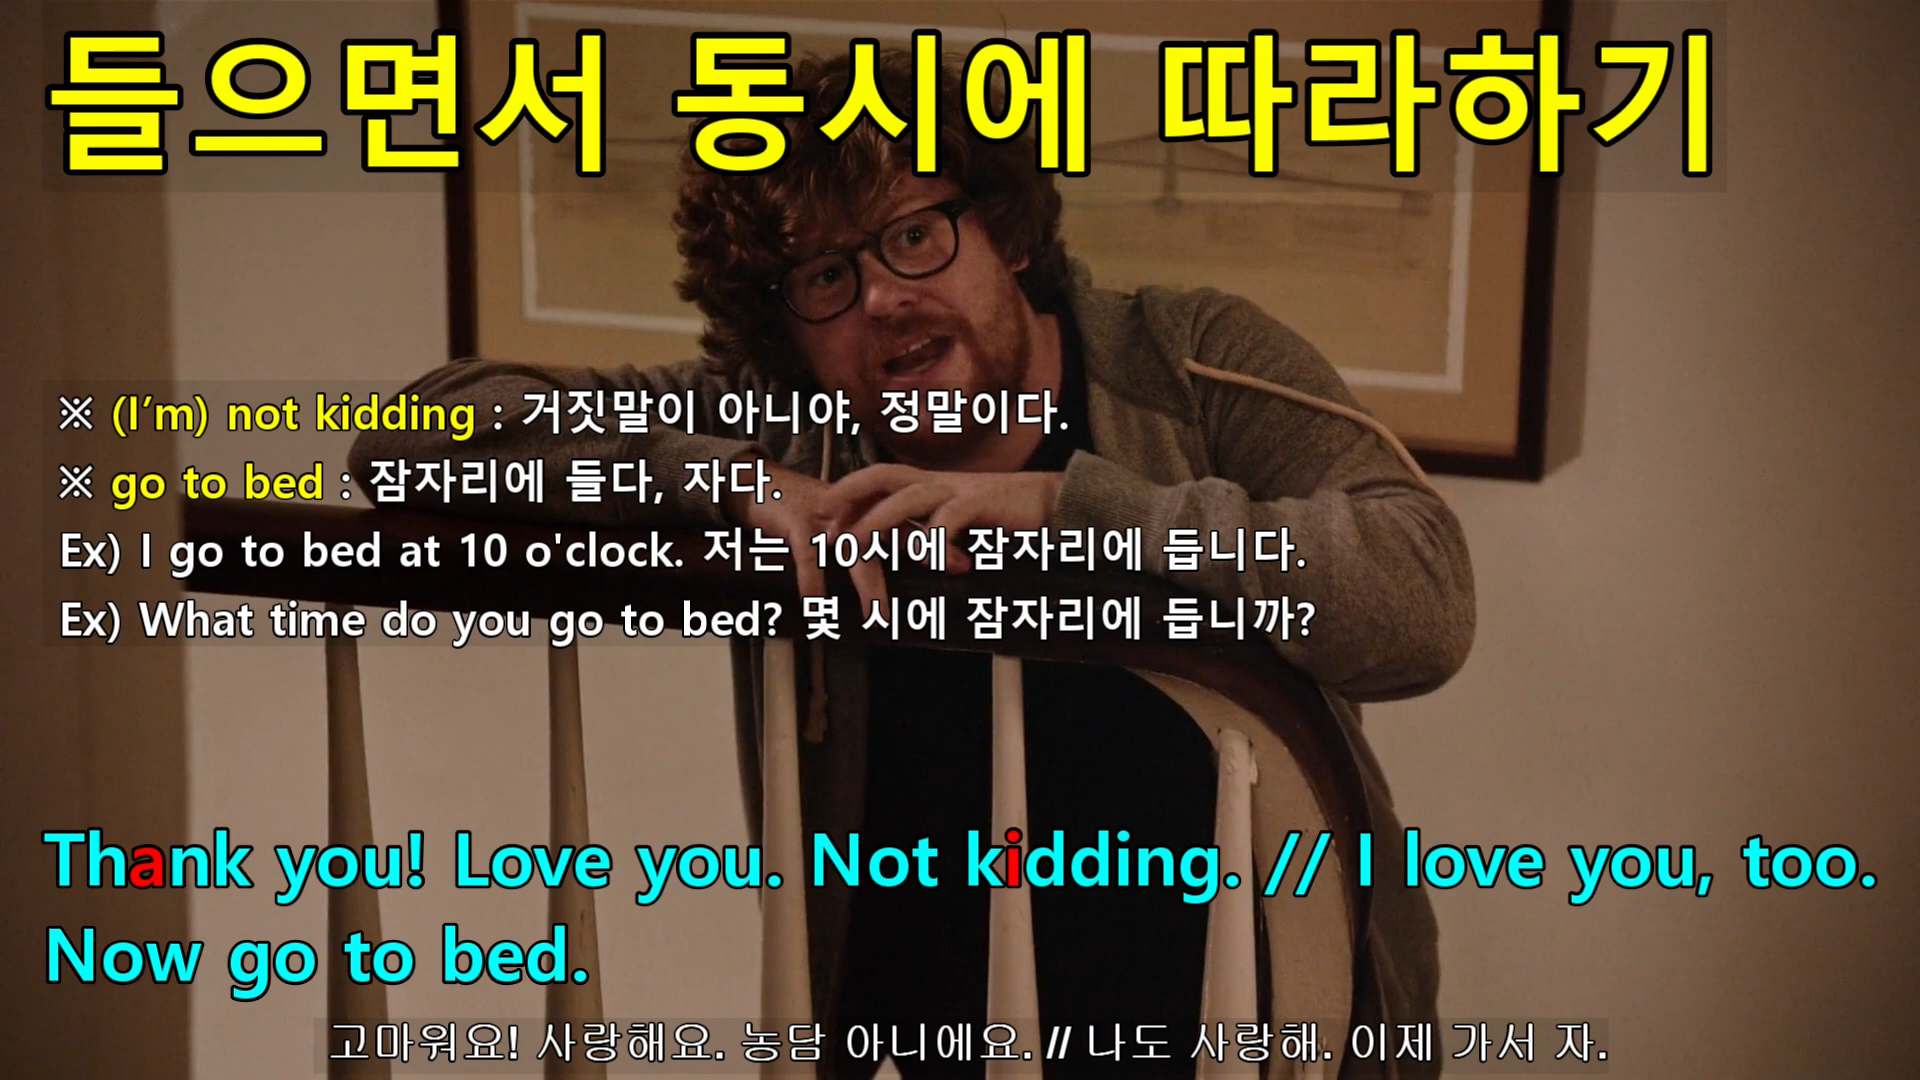 들으면서 동시에 따라하기
※ (I’m) not kidding : 거짓말이 아니야, 정말이다.
※ go to bed : 잠자리에 들다, 자다.
Ex) I go to bed at 10 o'clock. 저는 10시에 잠자리에 듭니다.
Ex) What time do you go to bed? 몇 시에 잠자리에 듭니까?
Thank you! Love you. Not kidding. // I love you, too.
Now go to bed.
고마워요! 사랑해요. 농담 아니에요. // 나도 사랑해. 이제 가서 자.